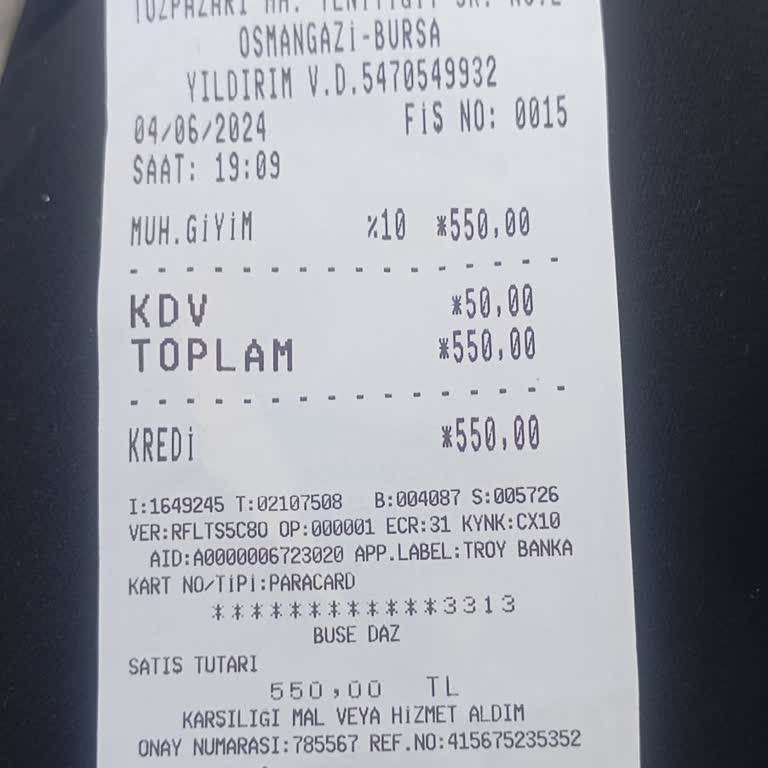 TUZPAZARI MH.
OSMANGAZİ-BURSA
YILDIRIM V.D.5470549932
04/06/2024 FİS NO: 0015
SAAT: 19:09
MUH.GİYİM %10 *550,00
- - - - - - - - - - - - - - - -
KDV *50,00
TOPLAM *550,00
- - - - - - - - - - - - - - - -
KREDİ *550,00
I:1649245 T:02107508 B:004087 S:005726
VER:RFLTS5C80 OP:000001 ECR:31 KYNK:CX10
AID:A0000006723020 APP.LABEL:TROY BANKA
KART NO/TİPİ:PARACARD
************3313
BUSE DAZ
SATIS TUTARI
550,00 TL
KARSILIGI MAL VEYA HİZMET ALDIM
ONAY NUMARASI:785567 REF.NO:415675235352